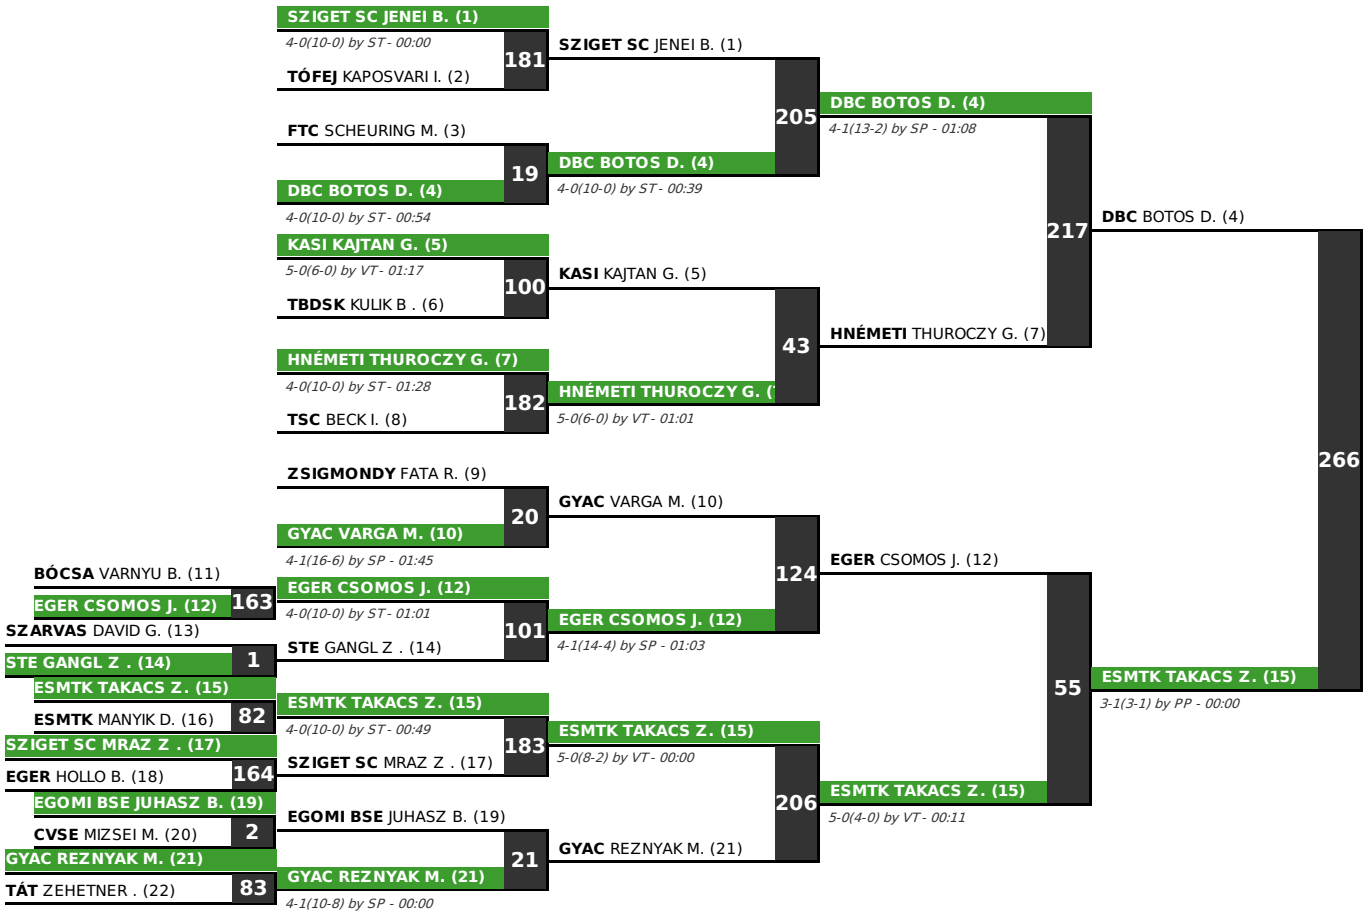 SZIGET SC JENEI B. (1)
4-0(10-0) by ST - 00:00
TÓFEJ KAPOSVARI I. (2)
181
SZIGET SC JENEI B. (1)
FTC SCHEURING M. (3)
19
DBC BOTOS D. (4)
4-0(10-0) by ST - 00:54
DBC BOTOS D. (4)
4-0(10-0) by ST - 00:39
205
DBC BOTOS D. (4)
4-1(13-2) by SP - 01:08
KASI KAJTAN G. (5)
5-0(6-0) by VT - 01:17
TBDSK KULIK B . (6)
100
KASI KAJTAN G. (5)
HNÉMETI THUROCZY G. (7)
4-0(10-0) by ST - 01:28
TSC BECK I. (8)
182
HNÉMETI THUROCZY G. (
5-0(6-0) by VT - 01:01
43
HNÉMETI THUROCZY G. (7)
217
DBC BOTOS D. (4)
266
ZSIGMONDY FATA R. (9)
20
GYAC VARGA M. (10)
4-1(16-6) by SP - 01:45
GYAC VARGA M. (10)
BÓCSA VARNYU B. (11)
163
EGER CSOMOS J. (12)
EGER CSOMOS J. (12)
4-0(10-0) by ST - 01:01
SZARVAS DAVID G. (13)
1
STE GANGL Z . (14)
STE GANGL Z . (14)
101
EGER CSOMOS J. (12)
4-1(14-4) by SP - 01:03
124
EGER CSOMOS J. (12)
ESMTK TAKACS Z. (15)
82
ESMTK MANYIK D. (16)
ESMTK TAKACS Z. (15)
4-0(10-0) by ST - 00:49
SZIGET SC MRAZ Z . (17)
164
EGER HOLLO B. (18)
SZIGET SC MRAZ Z . (17)
183
ESMTK TAKACS Z. (15)
5-0(8-2) by VT - 00:00
EGOMI BSE JUHASZ B. (19)
2
CVSE MIZSEI M. (20)
EGOMI BSE JUHASZ B. (19)
GYAC REZNYAK M. (21)
83
TÁT ZEHETNER . (22)
21
GYAC REZNYAK M. (21)
4-1(10-8) by SP - 00:00
GYAC REZNYAK M. (21)
206
ESMTK TAKACS Z. (15)
5-0(4-0) by VT - 00:11
55
ESMTK TAKACS Z. (15)
3-1(3-1) by PP - 00:00